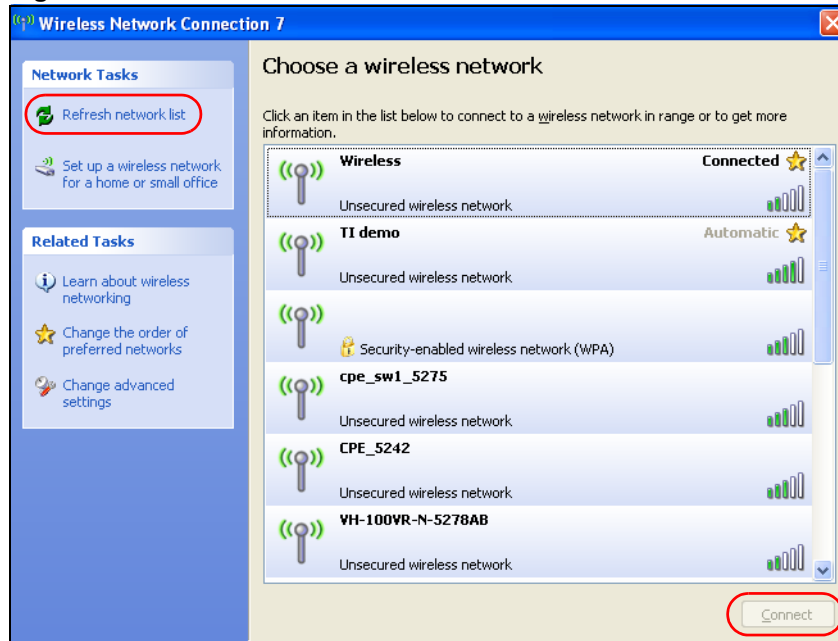 Wireless Network Connection 7
Network Tasks
Refresh network list
Set up a wireless network
for a home or small office
Related Tasks
Learn about wireless
networking
Change the order of
preferred networks
Change advanced
settings
Choose a wireless network
Click an item in the list below to connect to a wireless network in range or to get more
information.
Wireless Connected
Unsecured wireless network
TI demo Automatic
Unsecured wireless network
Security-enabled wireless network (WPA)
cpe_sw1_5275
Unsecured wireless network
CPE_5242
Unsecured wireless network
VH-100VR-N-5278AB
Unsecured wireless network
Connect